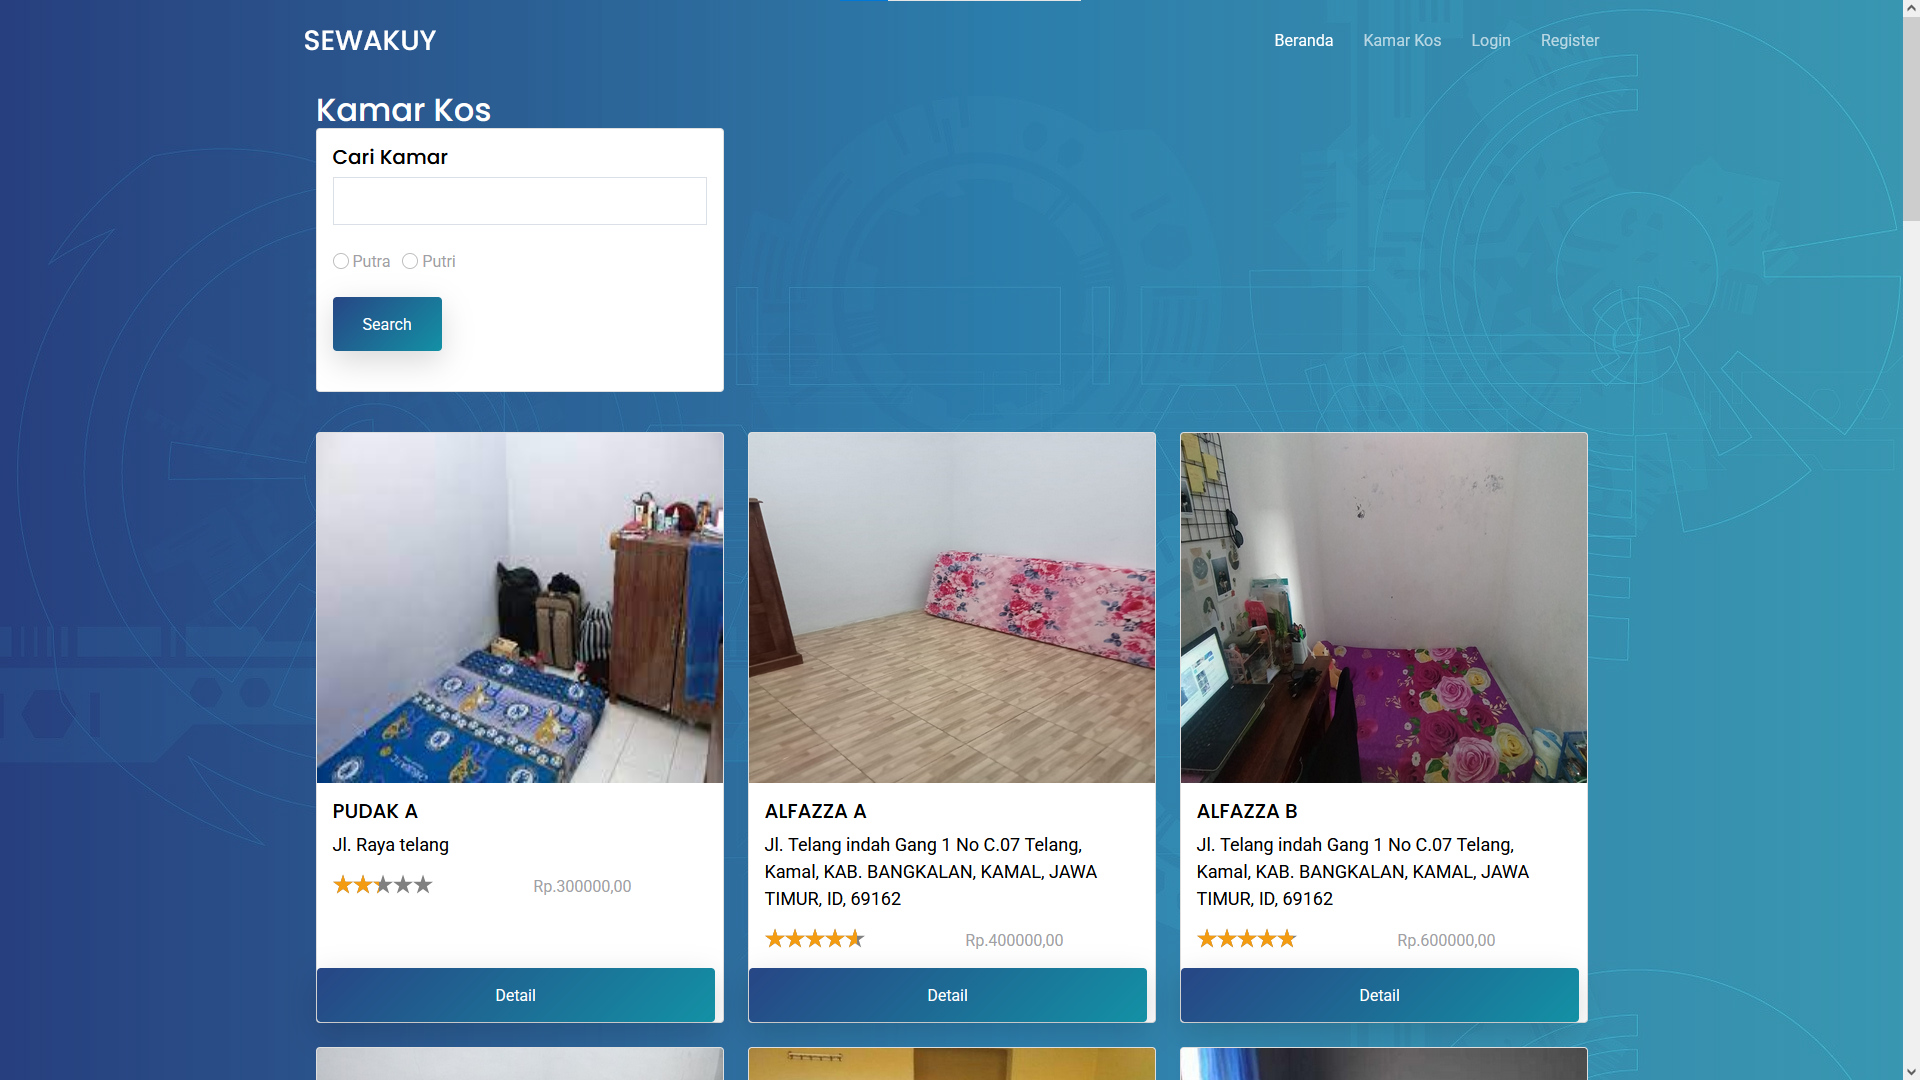 SEWAKUY
Beranda Kamar Kos Login Register
Kamar Kos
Cari Kamar
Putra Putri
Search
PUDAK A
Jl. Raya telang
Rp.300000,00
Detail
ALFAZZA A
Jl. Telang indah Gang 1 No C.07 Telang,
Kamal, KAB. BANGKALAN, KAMAL, JAWA
TIMUR, ID, 69162
Rp.400000,00
Detail
ALFAZZA B
Jl. Telang indah Gang 1 No C.07 Telang,
Kamal, KAB. BANGKALAN, KAMAL, JAWA
TIMUR, ID, 69162
Rp.600000,00
Detail